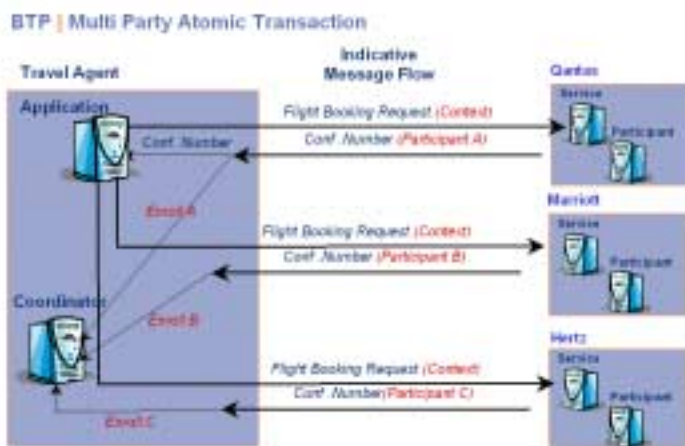 BTP | Multi Party Atomic Transaction
Indicative
Message Flow
Travel Agent
Qantas
Application
Service
Flight Booking Request (Context)
Conf .Number
Conf .Number (Participant A)
Participant
Enroll A
Marriott
Service
Flight Booking Request (Context)
Conf .Number (Participant B)
Participant
Coordinator
Enroll B
Hertz
Service
Flight Booking Request (Context)
Conf .Number(Participant C)
Participant
Enroll C